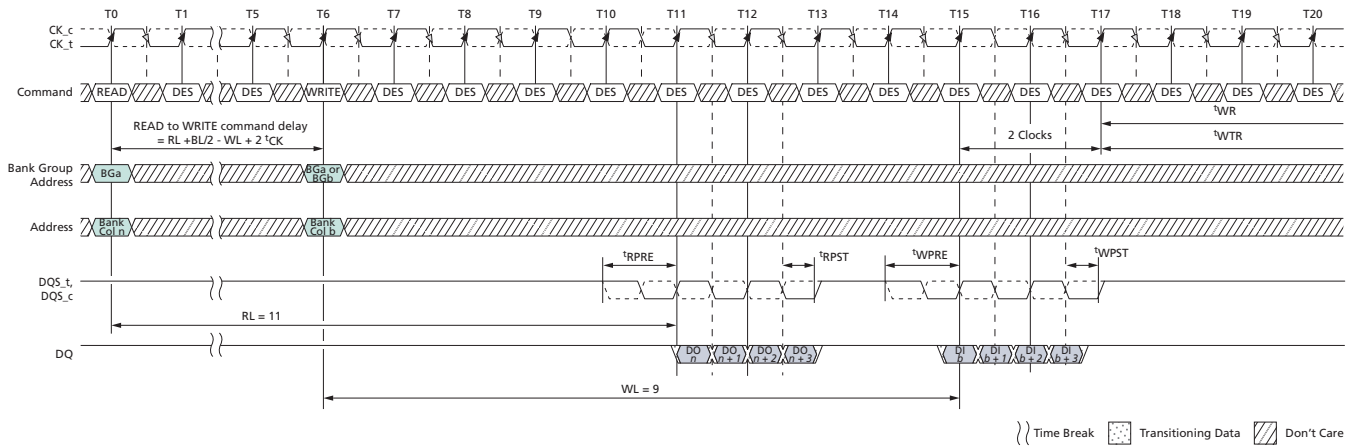 T0 T1 T5 T6 T7 T8 T9 T10 T11 T12 T13 T14 T15 T16 T17 T18 T19 T20
CK_c
CK_t
Command READ DES DES WRITE DES DES DES DES DES DES DES DES DES DES DES DES DES DES
tWR
READ to WRITE command delay
= RL +BL/2 - WL + 2 tCK
2 Clocks
tWTR
Bank Group
Address
BGa
BGa or
BGb
Address
Bank
Col n
Bank
Col b
tRPRE tRPST tWPRE tWPST
DQS_t,
DQS_c
RL = 11
DQ
DO
n
DO
n + 1
DO
n + 2
DO
n + 3
DI
b
DI
b + 1
DI
b + 2
DI
b + 3
WL = 9
Time Break Transitioning Data Don't Care